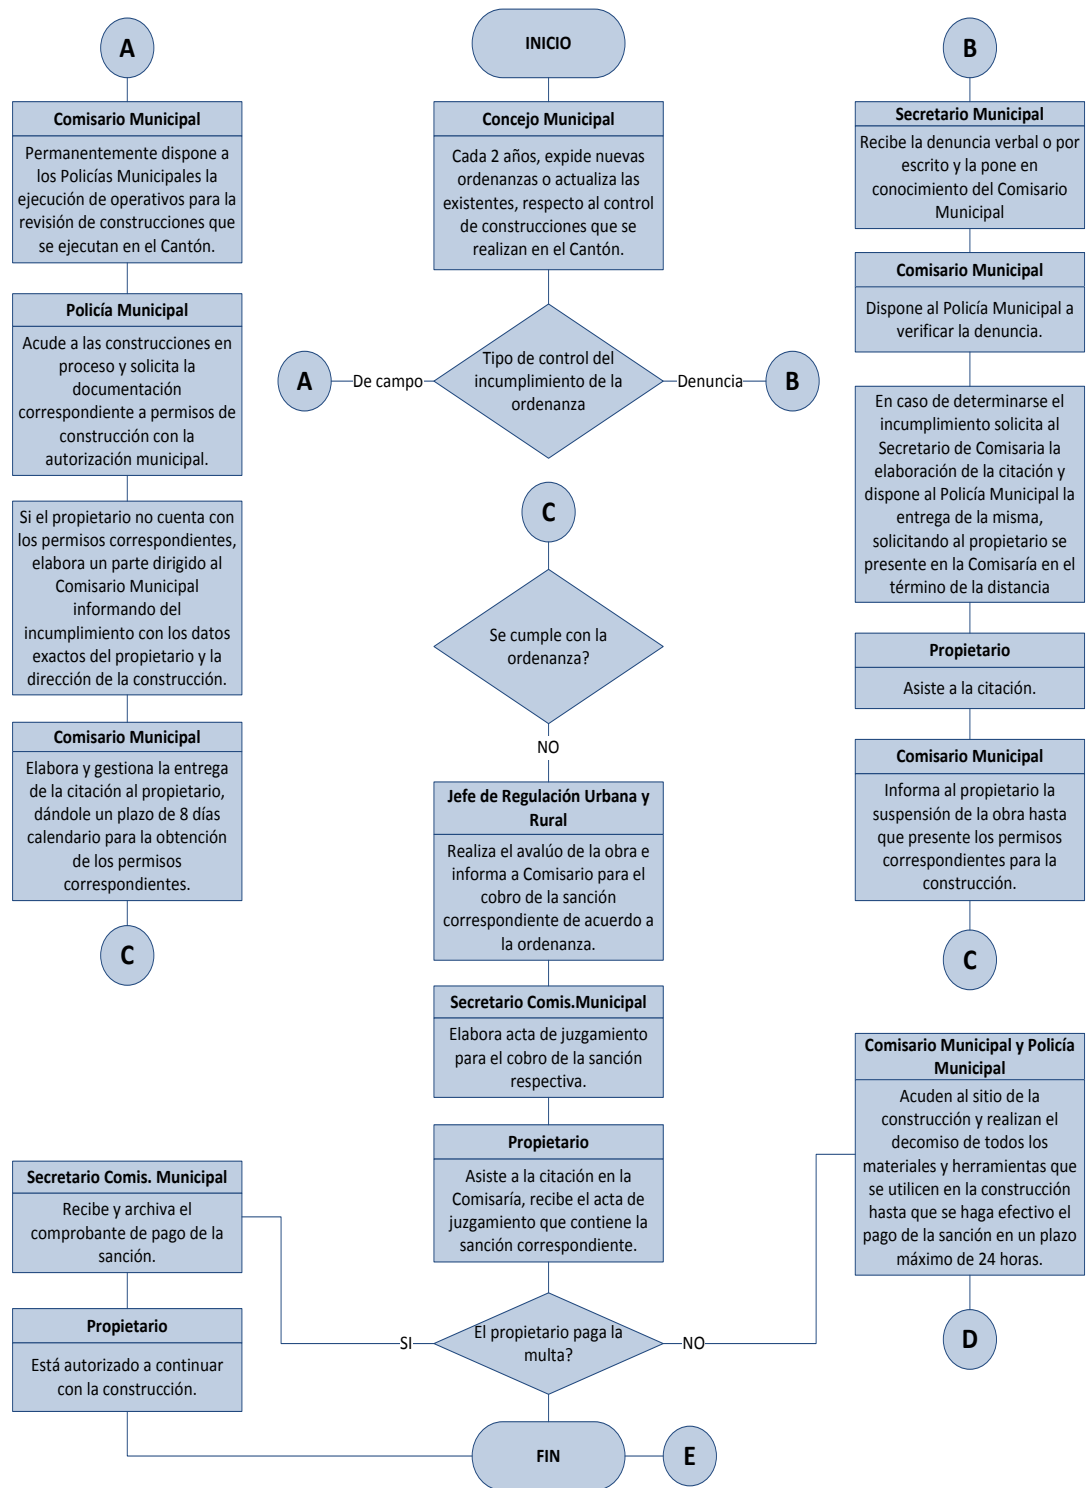 A
Comisario Municipal
Permanentemente dispone a
los Policías Municipales la
ejecución de operativos para la
revisión de construcciones que
se ejecutan en el Cantón.
Policía Municipal
Acude a las construcciones en
proceso y solicita la
documentación
correspondiente a permisos de
construcción con la
autorización municipal.
Si el propietario no cuenta con
los permisos correspondientes,
elabora un parte dirigido al
Comisario Municipal
informando del
incumplimiento con los datos
exactos del propietario y la
dirección de la construcción.
Comisario Municipal
Elabora y gestiona la entrega
de la citación al propietario,
dándole un plazo de 8 días
calendario para la obtención
de los permisos
correspondientes.
C
INICIO
Concejo Municipal
Cada 2 años, expide nuevas
ordenanzas o actualiza las
existentes, respecto al control
de construcciones que se
realizan en el Cantón.
Tipo de control del
incumplimiento de la
ordenanza
De campo
A
Denuncia
B
C
Se cumple con la
ordenanza?
NO
Jefe de Regulación Urbana y
Rural
Realiza el avalúo de la obra e
informa a Comisario para el
cobro de la sanción
correspondiente de acuerdo a
la ordenanza.
Secretario Comis.Municipal
Elabora acta de juzgamiento
para el cobro de la sanción
respectiva.
Propietario
Asiste a la citación en la
Comisaría, recibe el acta de
juzgamiento que contiene la
sanción correspondiente.
El propietario paga la
multa?
SI
NO
Secretario Comis. Municipal
Recibe y archiva el
comprobante de pago de la
sanción.
Propietario
Está autorizado a continuar
con la construcción.
FIN
E
B
Secretario Municipal
Recibe la denuncia verbal o por
escrito y la pone en
conocimiento del Comisario
Municipal
Comisario Municipal
Dispone al Policía Municipal a
verificar la denuncia.
En caso de determinarse el
incumplimiento solicita al
Secretario de Comisaria la
elaboración de la citación y
dispone al Policía Municipal la
entrega de la misma,
solicitando al propietario se
presente en la Comisaría en el
término de la distancia
Propietario
Asiste a la citación.
Comisario Municipal
Informa al propietario la
suspensión de la obra hasta
que presente los permisos
correspondientes para la
construcción.
C
Comisario Municipal y Policía
Municipal
Acuden al sitio de la
construcción y realizan el
decomiso de todos los
materiales y herramientas que
se utilicen en la construcción
hasta que se haga efectivo el
pago de la sanción en un plazo
máximo de 24 horas.
D